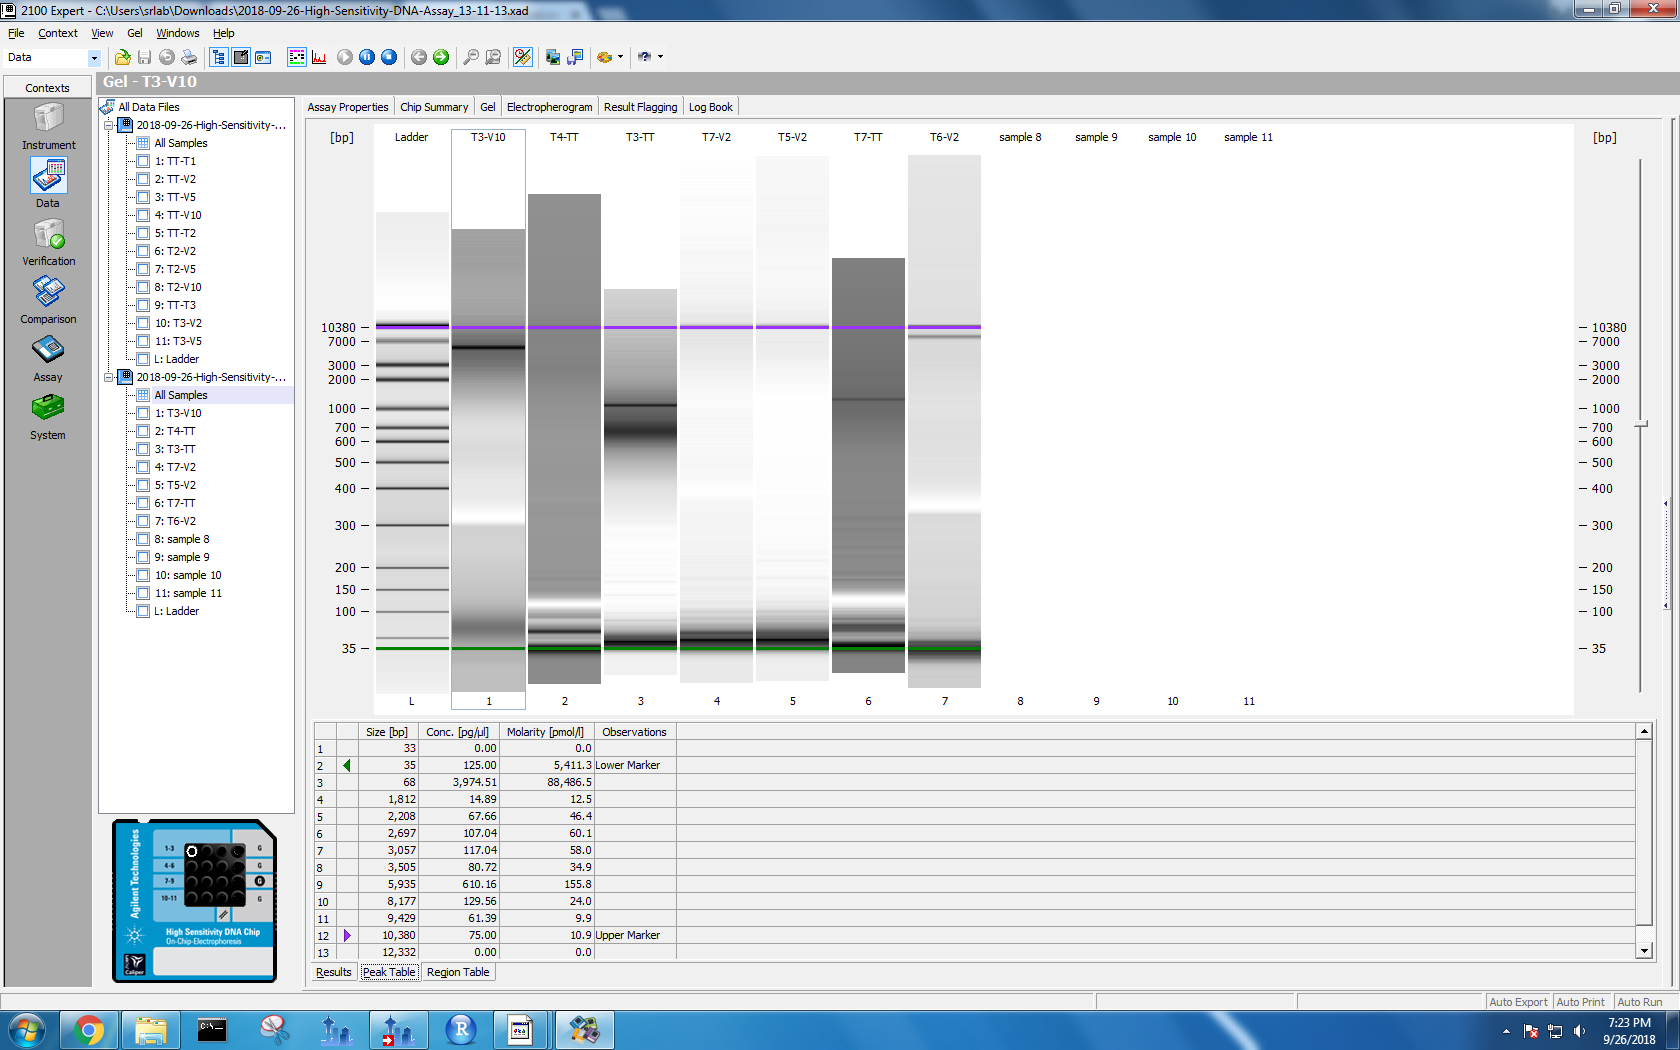 2100 Expert - C:\Users\srlab\Downloads\2018-09-26-High-Sensitivity-DNA-Assay_13-11-13.xad
File Context View Gel Windows Help
Data
Contexts
Instrument
Data
Verification
Comparison
Assay
System
Gel - T3-V10
All Data Files
2018-09-26-High-Sensitivity-...
All Samples
1: TT-T1
2: TT-V2
3: TT-V5
4: TT-V10
5: TT-T2
6: T2-V2
7: T2-V5
8: T2-V10
9: TT-T3
10: T3-V2
11: T3-V5
L: Ladder
2018-09-26-High-Sensitivity-...
All Samples
1: T3-V10
2: T4-TT
3: T3-TT
4: T7-V2
5: T5-V2
6: T7-TT
7: T6-V2
8: sample 8
9: sample 9
10: sample 10
11: sample 11
L: Ladder
Agilent Technologies
1-3 G
4-6 G
7-9 G
10-11 G
High Sensitivity DNA Chip
On-Chip-Electrophoresis
Caliper
Assay Properties Chip Summary Gel Electropherogram Result Flagging Log Book
[bp] Ladder T3-V10 T4-TT T3-TT T7-V2 T5-V2 T7-TT T6-V2 sample 8 sample 9 sample 10 sample 11 [bp]
10380 10380
7000 7000
3000 3000
2000 2000
1000 1000
700 700
600 600
500 500
400 400
300 300
200 200
150 150
100 100
35 35
L 1 2 3 4 5 6 7 8 9 10 11
Size [bp] Conc. [pg/µl] Molarity [pmol/l] Observations
1 33 0.00 0.0
2 35 125.00 5,411.3 Lower Marker
3 68 3,974.51 88,486.5
4 1,812 14.89 12.5
5 2,208 67.66 46.4
6 2,697 107.04 60.1
7 3,057 117.04 58.0
8 3,505 80.72 34.9
9 5,935 610.16 155.8
10 8,177 129.56 24.0
11 9,429 61.39 9.9
12 10,380 75.00 10.9 Upper Marker
13 12,332 0.00 0.0
Results Peak Table Region Table
Auto Export Auto Print Auto Run
7:23 PM
9/26/2018